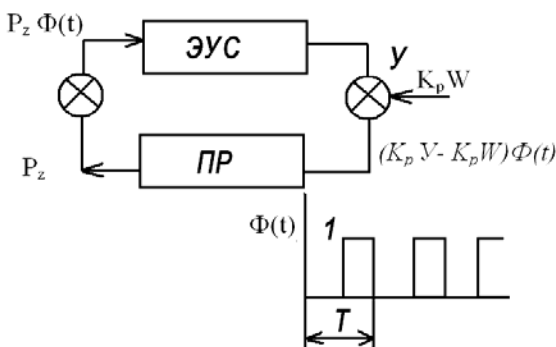 P_z Ф(t)
ЭУС
У
K_pW
P_z
ПР
(K_p У- K_pW)Ф(t)
Ф(t)
1
T